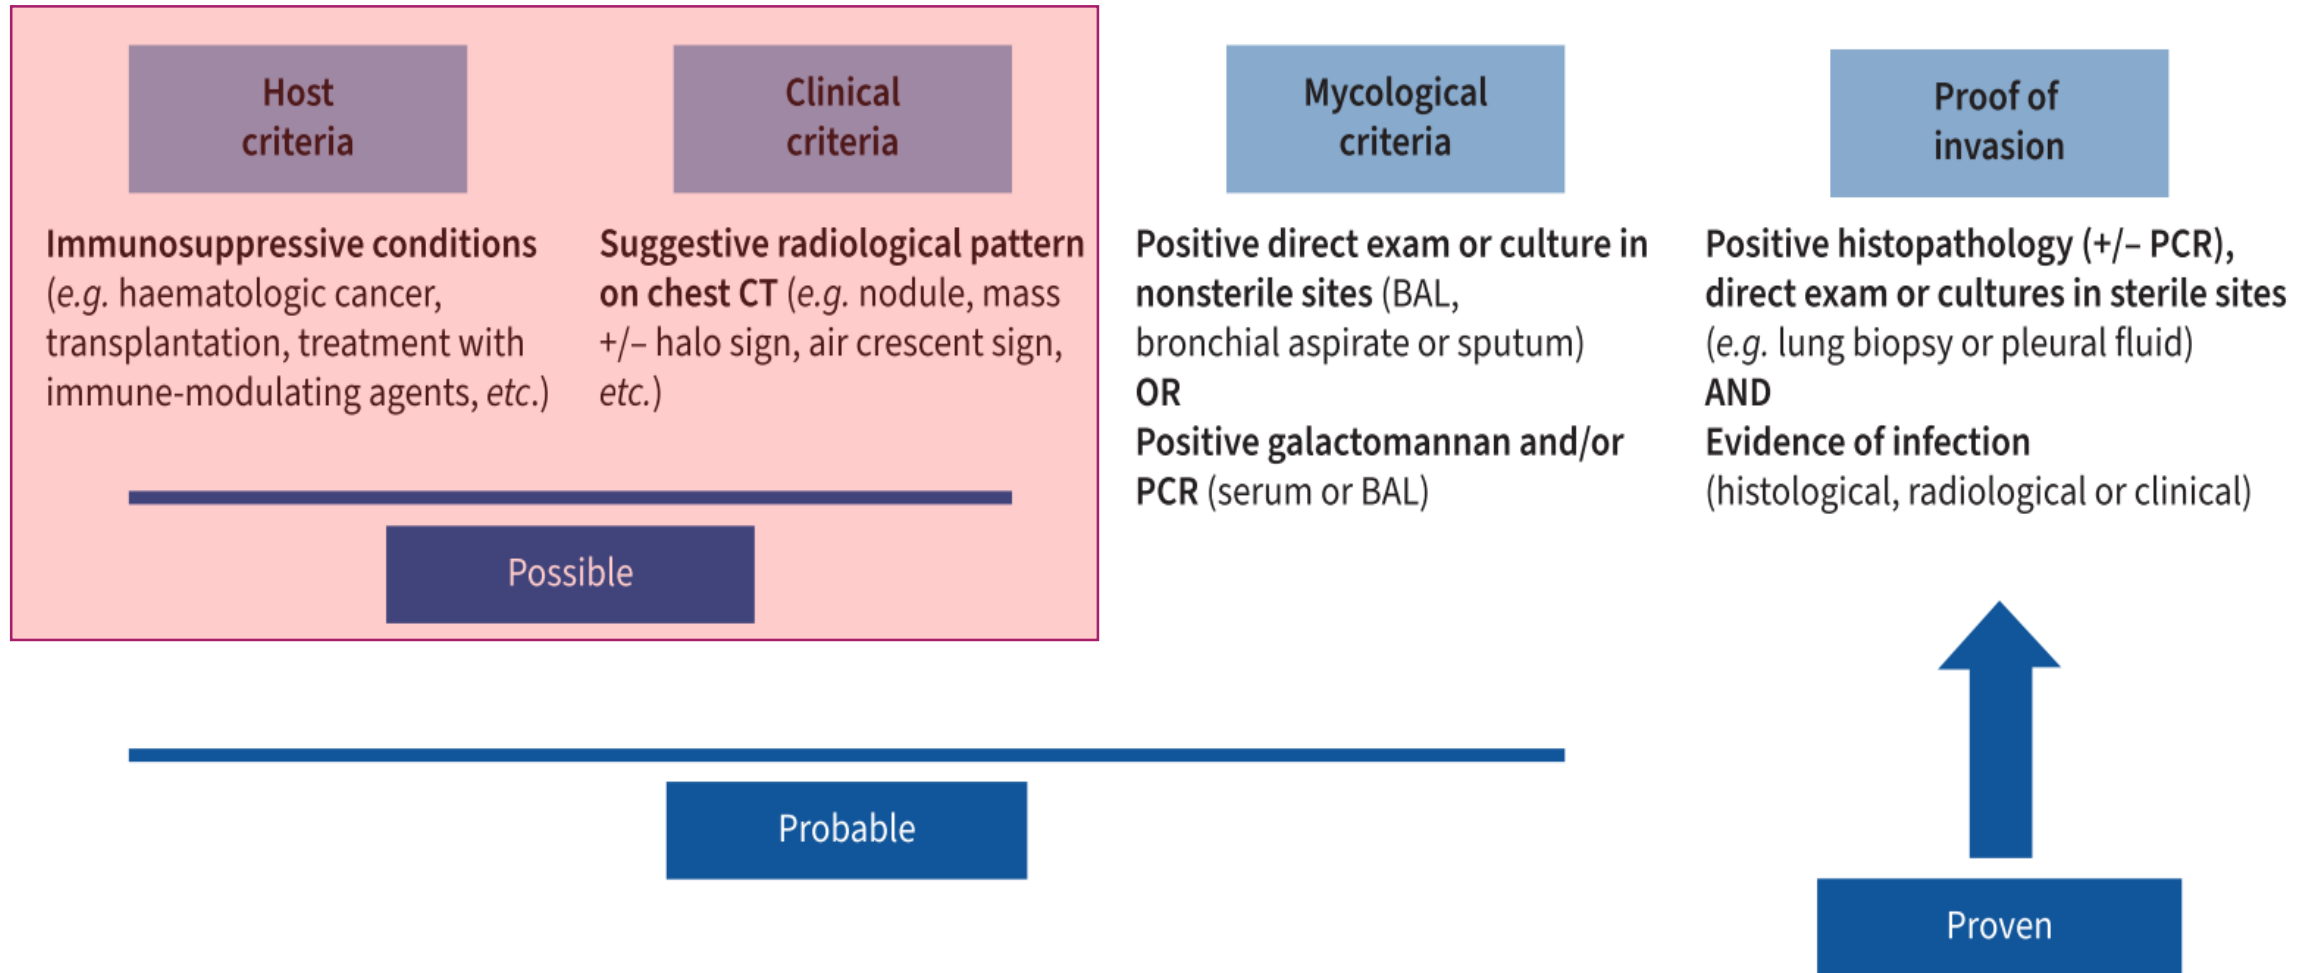 Host
criteria
Immunosuppressive conditions
(e.g. haematologic cancer,
transplantation, treatment with
immune-modulating agents, etc.)
Clinical
criteria
Suggestive radiological pattern
on chest CT (e.g. nodule, mass
+/– halo sign, air crescent sign,
etc.)
Possible
Mycological
criteria
Positive direct exam or culture in
nonsterile sites (BAL,
bronchial aspirate or sputum)
OR
Positive galactomannan and/or
PCR (serum or BAL)
Probable
Proof of
invasion
Positive histopathology (+/– PCR),
direct exam or cultures in sterile sites
(e.g. lung biopsy or pleural fluid)
AND
Evidence of infection
(histological, radiological or clinical)
Proven